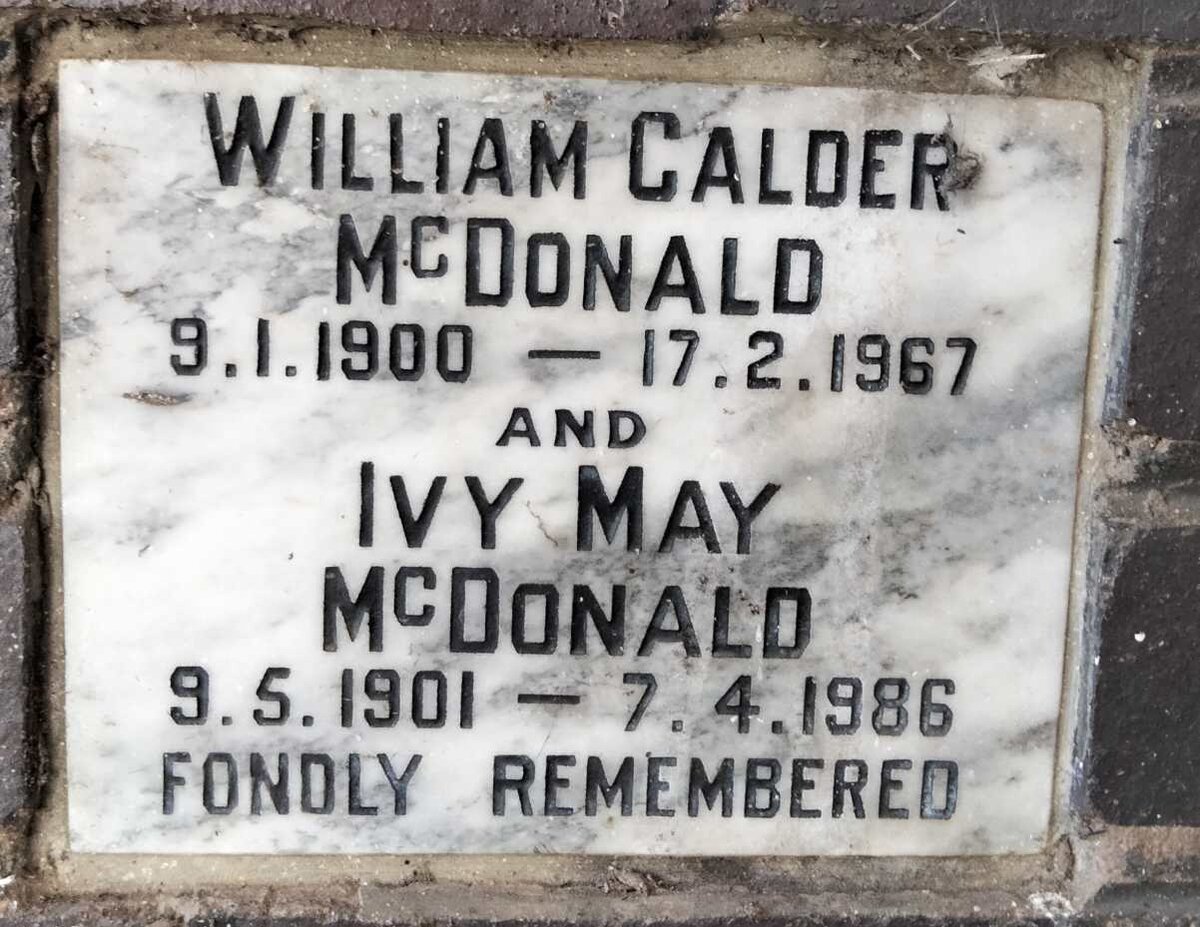 WILLIAM CALDER
MCDONALD
9.1.1900 — 17.2.1967
AND
IVY MAY
MCDONALD
9.5.1901 — 7.4.1986
FONDLY REMEMBERED